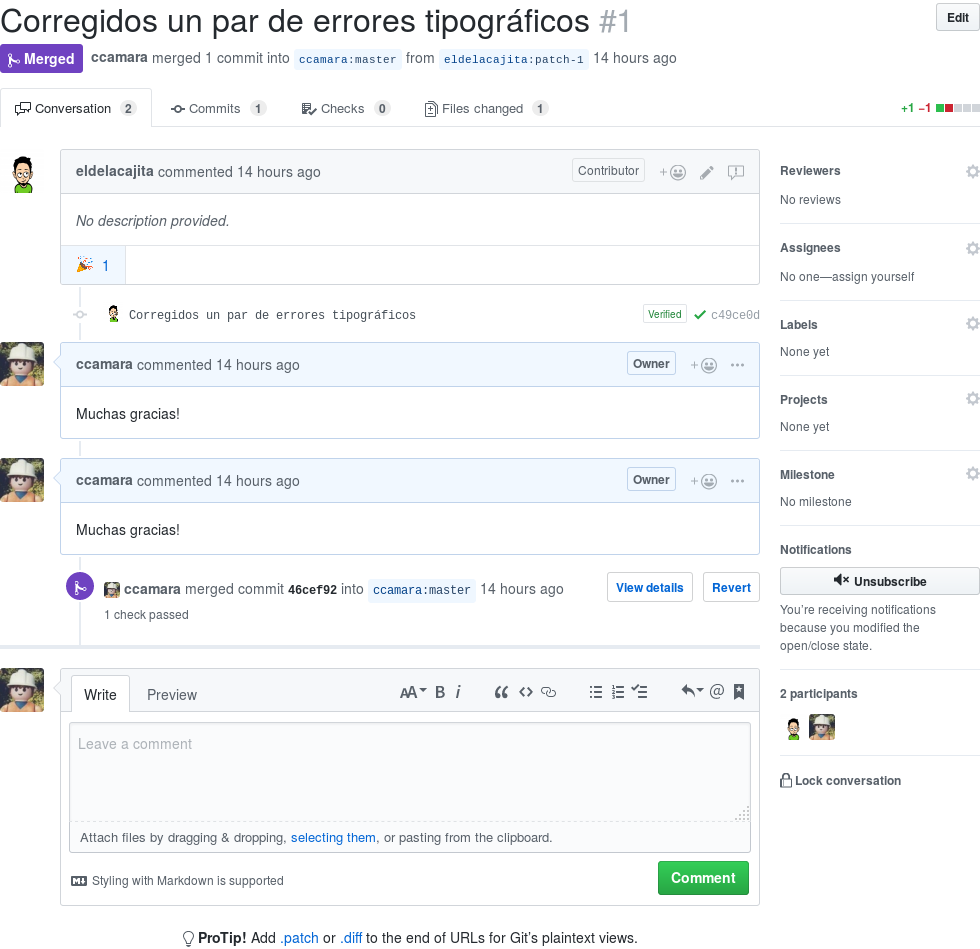 Corregidos un par de errores tipográficos #1
Edit
Merged ccamara merged 1 commit into ccamara:master from eldelacajita:patch-1 14 hours ago
Conversation 2 Commits 1 Checks 0 Files changed 1 +1 −1
eldelacajita commented 14 hours ago Contributor
No description provided.
1
Corregidos un par de errores tipográficos Verified c49ce0d
ccamara commented 14 hours ago Owner
Muchas gracias!
ccamara commented 14 hours ago Owner
Muchas gracias!
ccamara merged commit 46cef92 into ccamara:master 14 hours ago View details Revert
1 check passed
Write Preview AA B i
Leave a comment
Attach files by dragging & dropping, selecting them, or pasting from the clipboard.
Styling with Markdown is supported Comment
ProTip! Add .patch or .diff to the end of URLs for Git's plaintext views.
Reviewers
No reviews
Assignees
No one—assign yourself
Labels
None yet
Projects
None yet
Milestone
No milestone
Notifications
Unsubscribe
You're receiving notifications
because you modified the
open/close state.
2 participants
Lock conversation